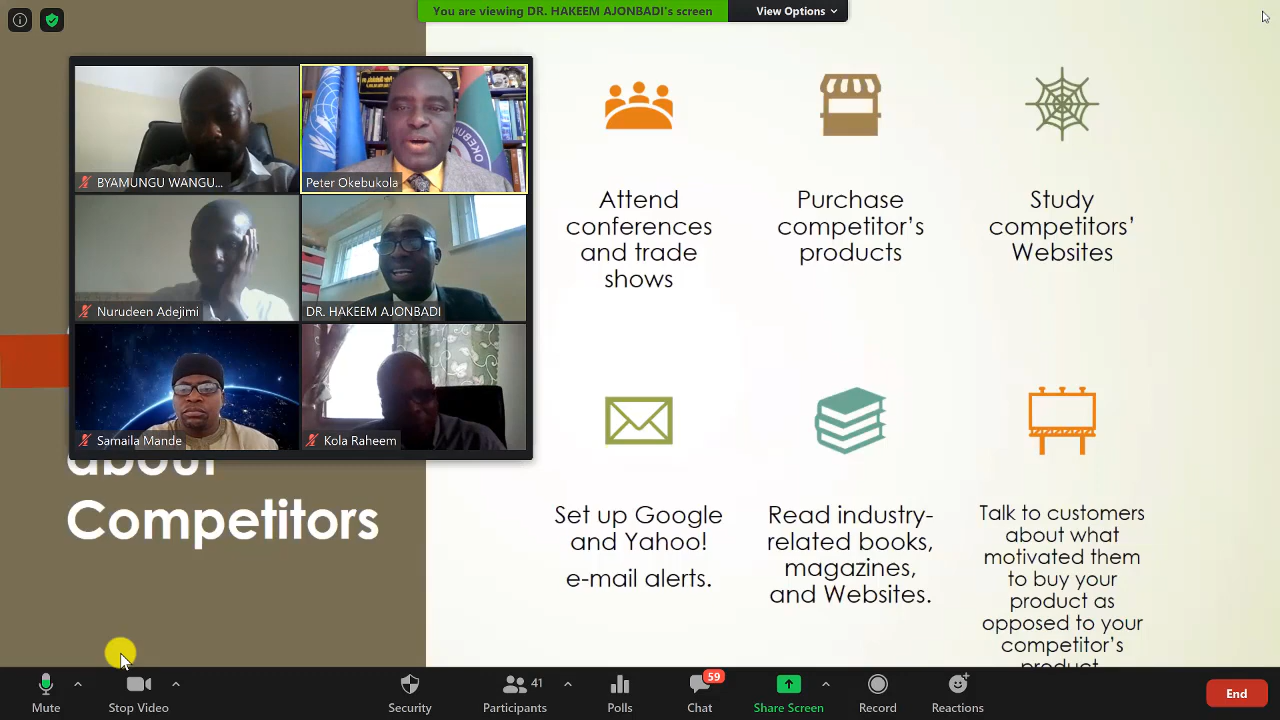 You are viewing DR. HAKEEM AJONBADI's screen
View Options
BYAMUNGU WANGU...
Peter Okebukola
OKEBUK
Nurudeen Adejimi
DR. HAKEEM AJONBADI
Samaila Mande
Kola Raheem
about
Competitors
Attend
conferences
and trade
shows
Purchase
competitor's
products
Study
competitors'
Websites
Set up Google
and Yahoo!
e-mail alerts.
Read industry-
related books,
magazines,
and Websites.
Talk to customers
about what
motivated them
to buy your
product as
opposed to your
competitor's
product.
Mute
Stop Video
Security
41
Participants
Polls
59
Chat
Share Screen
Record
Reactions
End